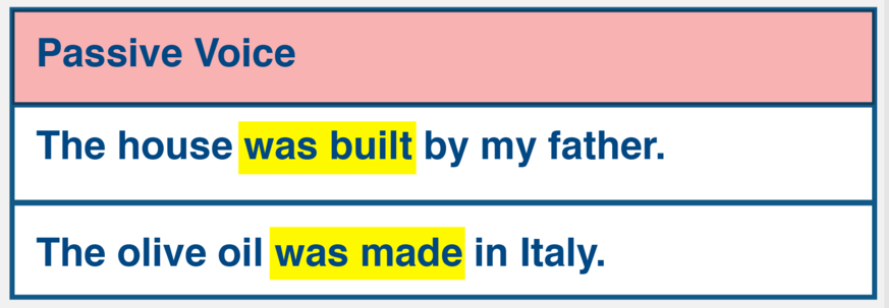 Passive Voice
The house was built by my father.
The olive oil was made in Italy.